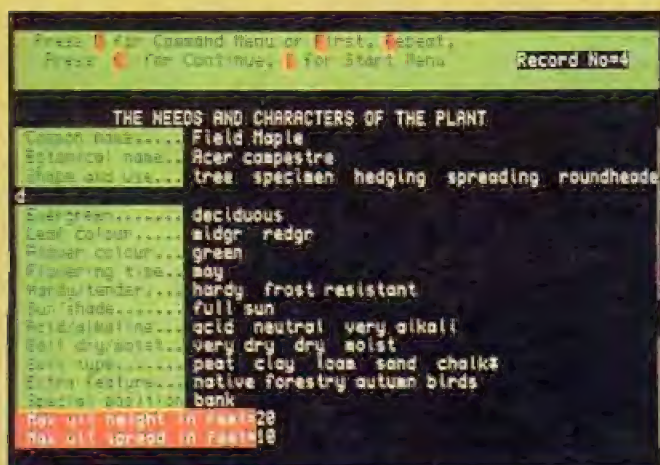 Press for Command Menu or First, Repeat,
Press for Continue, for Start Menu Record No=4
THE NEEDS AND CHARACTERS OF THE PLANT
Common name..... Field Maple
Botanical name... Acer campestre
Shape and use.... tree specimen hedging spreading roundheade
d
Evergreen....... deciduous
Leaf colour..... midgr redgr
Flower colour.... green
Flowering time... may
Hardy/tender.... hardy frost resistant
Sun/shade....... full sun
Acid/alkaline... acid neutral very alkali
Soil dry/moist.. very dry dry moist
Soil type....... peat clay loam sand chalk
Extra feature... native forestry autumn birds
Special position bank
Max ult height in feet=20
Max ult spread in feet=10